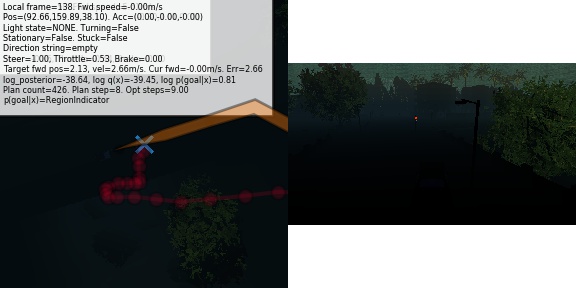 Local frame=138. Fwd speed=-0.00m/s
Pos=(92.66,159.89,38.10). Acc=(0.00,-0.00,-0.00)
Light state=NONE. Turning=False
Stationary=False. Stuck=False
Direction string=empty
Steer=1.00, Throttle=0.53, Brake=0.00
Target fwd pos=2.13, vel=2.66m/s. Cur fwd=-0.00m/s. Err=2.66
log_posterior=-38.64, log q(x)=-39.45, log p(goal|x)=0.81
Plan count=426. Plan step=8. Opt steps=9.00
p(goal|x)=RegionIndicator